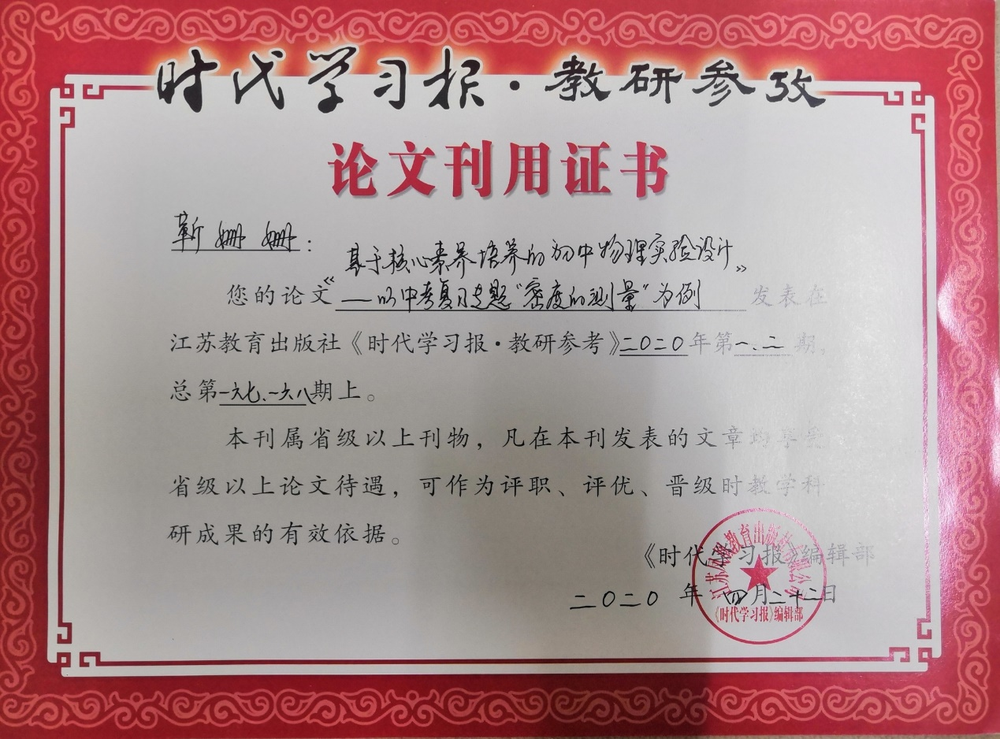 时代学习报·教研参考
论文刊用证书
靳姗姗：
基于核心素养培养的初中物理实验设计
您的论文《——以中考复习专题“密度的测量”为例》发表在
江苏教育出版社《时代学习报·教研参考》二〇二〇年第一、二期，
总第一六七、一六八期上。
本刊属省级以上刊物，凡在本刊发表的文章均享受
省级以上论文待遇，可作为评职、评优、晋级时教学科
研成果的有效依据。
《时代学习报》编辑部
二〇二〇年四月二十二日
江苏凤凰教育出版社有限公司
《时代学习报》编辑部